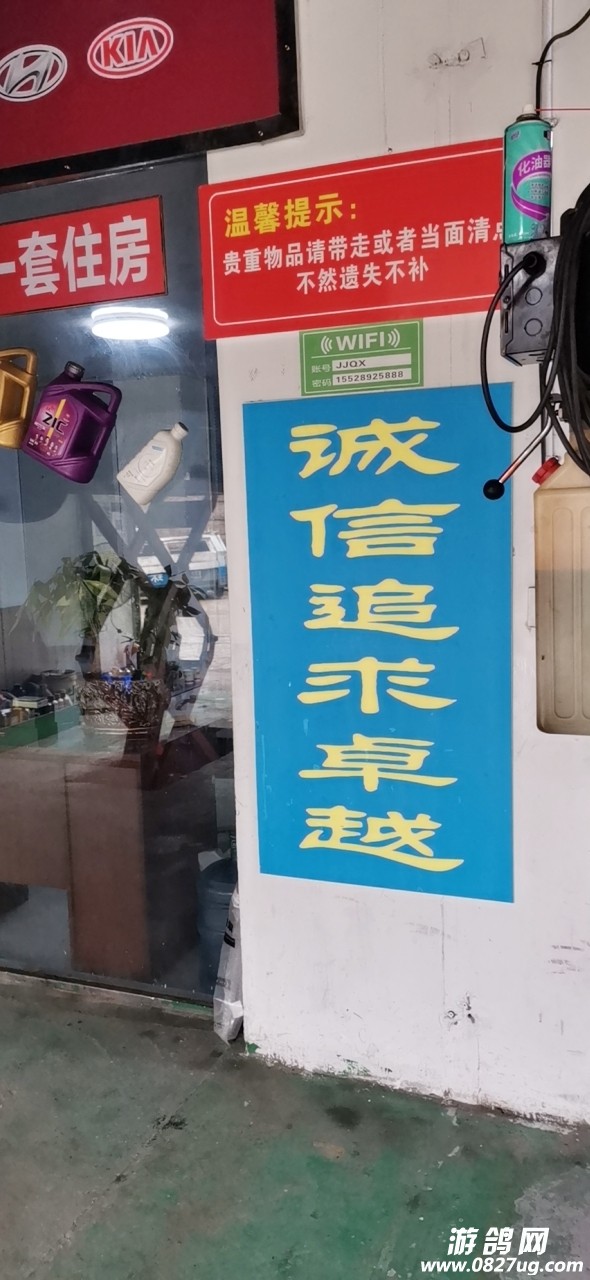 KIA
化油器
温馨提示：
贵重物品请带走或者当面清点
不然遗失不补
一套住房
WIFI
账号 JJQX
密码 15528925888
ZIC
诚
信
追
求
卓
越
游鸽网
www.0827ug.com